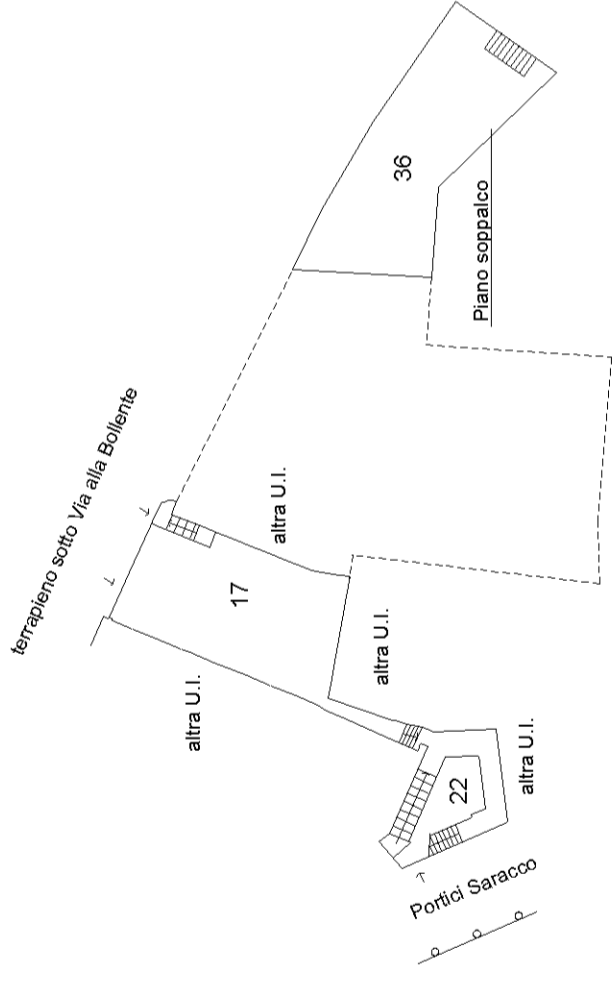 36
Piano soppalco
terrapieno sotto Via alla Bollente
altra U.I.
17
altra U.I.
altra U.I.
22
altra U.I.
Portici Saracco